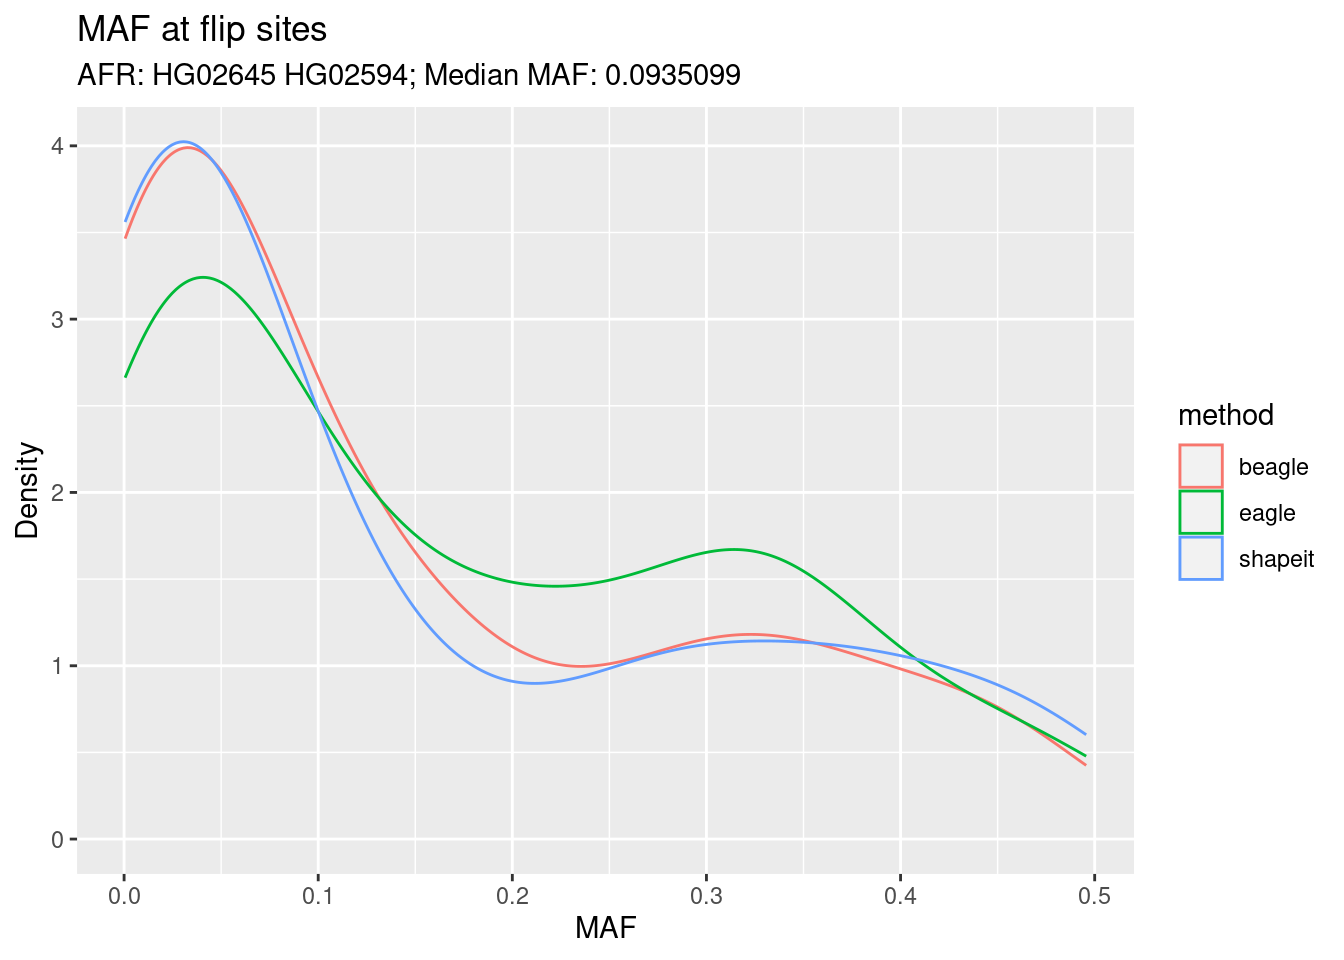 MAF at flip sites
AFR: HG02645 HG02594; Median MAF: 0.0935099
Density
4
3
2
1
0
0.0 0.1 0.2 0.3 0.4 0.5
MAF
method
beagle
eagle
shapeit